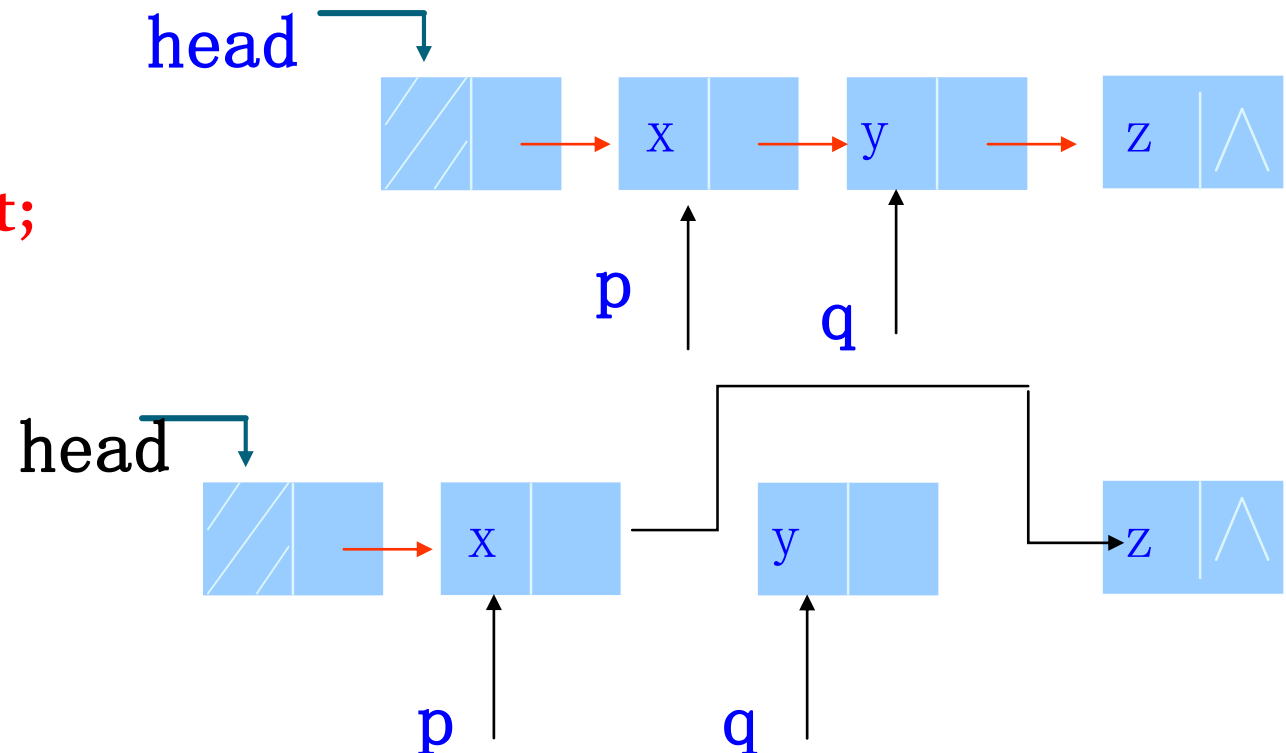 head
x y z ∧
t;
p
q
head
x y z ∧
p q